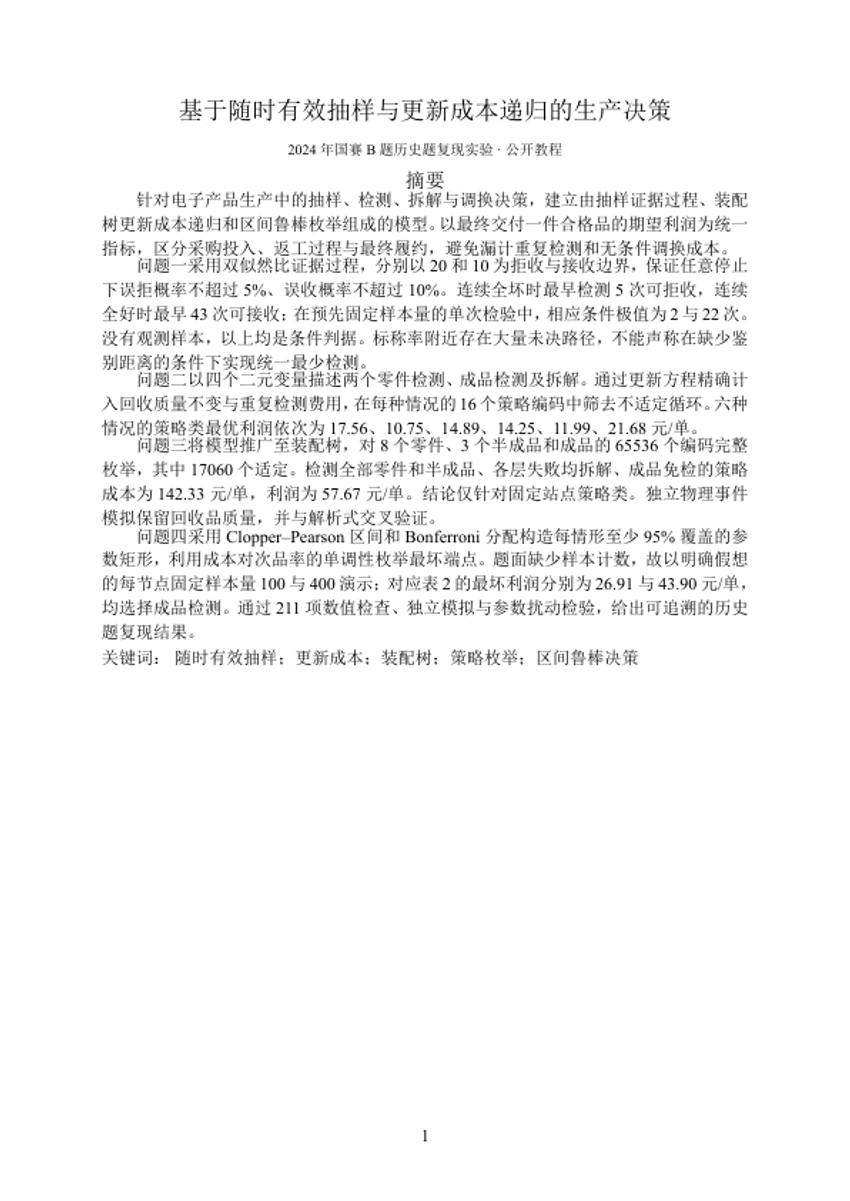 基于随时有效抽样与更新成本递归的生产决策
2024 年国赛 B 题历史题复现实验 · 公开教程
摘要
针对电子产品生产中的抽样、检测、拆解与调换决策，建立由抽样证据过程、装配
树更新成本递归和区间鲁棒枚举组成的模型。以最终交付一件合格品的期望利润为统一
指标，区分采购投入、返工过程与最终履约，避免漏计重复检测和无条件调换成本。
问题一采用双似然比证据过程，分别以 20 和 10 为拒收与接收边界，保证任意停止
下误拒概率不超过 5%、误收概率不超过 10%。连续全坏时最早检测 5 次可拒收，连续
全好时最早 43 次可接收；在预先固定样本量的单次检验中，相应条件极值为 2 与 22 次。
没有观测样本，以上均是条件判据。标称率附近存在大量未决路径，不能声称在缺少鉴
别距离的条件下实现统一最少检测。
问题二以四个二元变量描述两个零件检测、成品检测及拆解。通过更新方程精确计
入回收质量不变与重复检测费用，在每种情况的 16 个策略编码中筛去不适定循环。六种
情况的策略类最优利润依次为 17.56、10.75、14.89、14.25、11.99、21.68 元/单。
问题三将模型推广至装配树，对 8 个零件、3 个半成品和成品的 65536 个编码完整
枚举，其中 17060 个适定。检测全部零件和半成品、各层失败均拆解、成品免检的策略
成本为 142.33 元/单，利润为 57.67 元/单。结论仅针对固定站点策略类。独立物理事件
模拟保留回收品质量，并与解析式交叉验证。
问题四采用 Clopper–Pearson 区间和 Bonferroni 分配构造每情形至少 95% 覆盖的参
数矩形，利用成本对次品率的单调性枚举最坏端点。题面缺少样本计数，故以明确假想
的每节点固定样本量 100 与 400 演示；对应表 2 的最坏利润分别为 26.91 与 43.90 元/单，
均选择成品检测。通过 211 项数值检查、独立模拟与参数扰动检验，给出可追溯的历史
题复现结果。
关键词： 随时有效抽样；更新成本；装配树；策略枚举；区间鲁棒决策
1